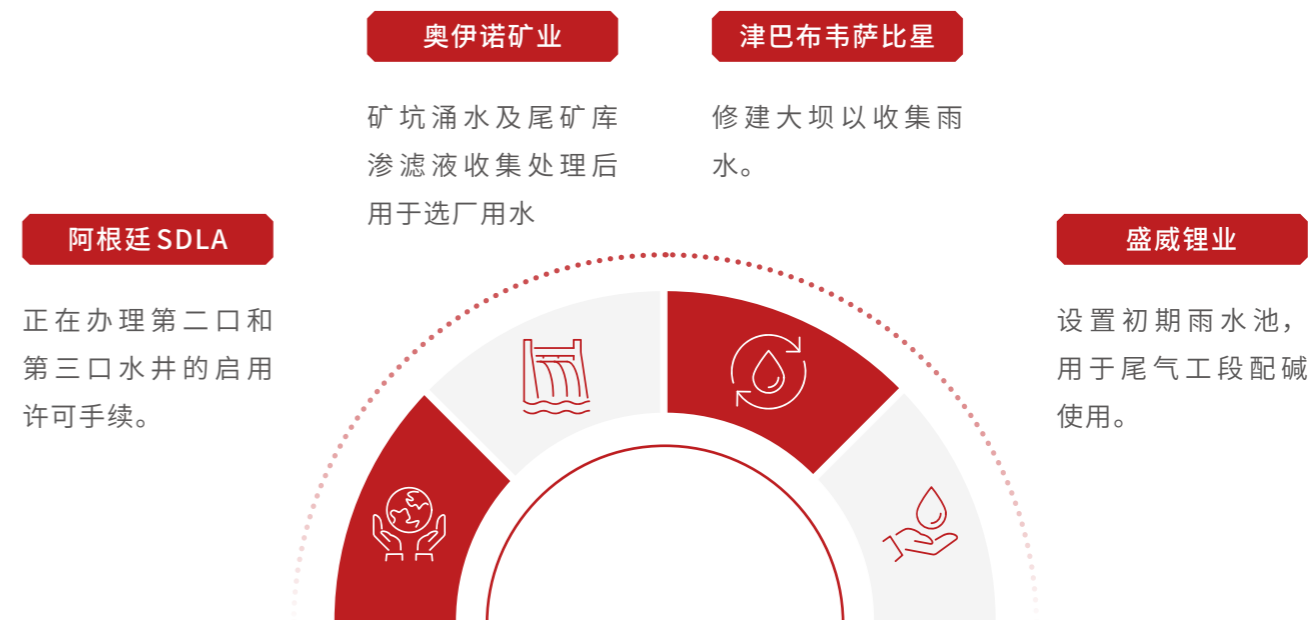 奥伊诺矿业
矿坑涌水及尾矿库
渗滤液收集处理后
用于选厂用水
津巴布韦萨比星
修建大坝以收集雨
水。
阿根廷SDLA
正在办理第二口和
第三口水井的启用
许可手续。
盛威锂业
设置初期雨水池，
用于尾气工段配碱
使用。